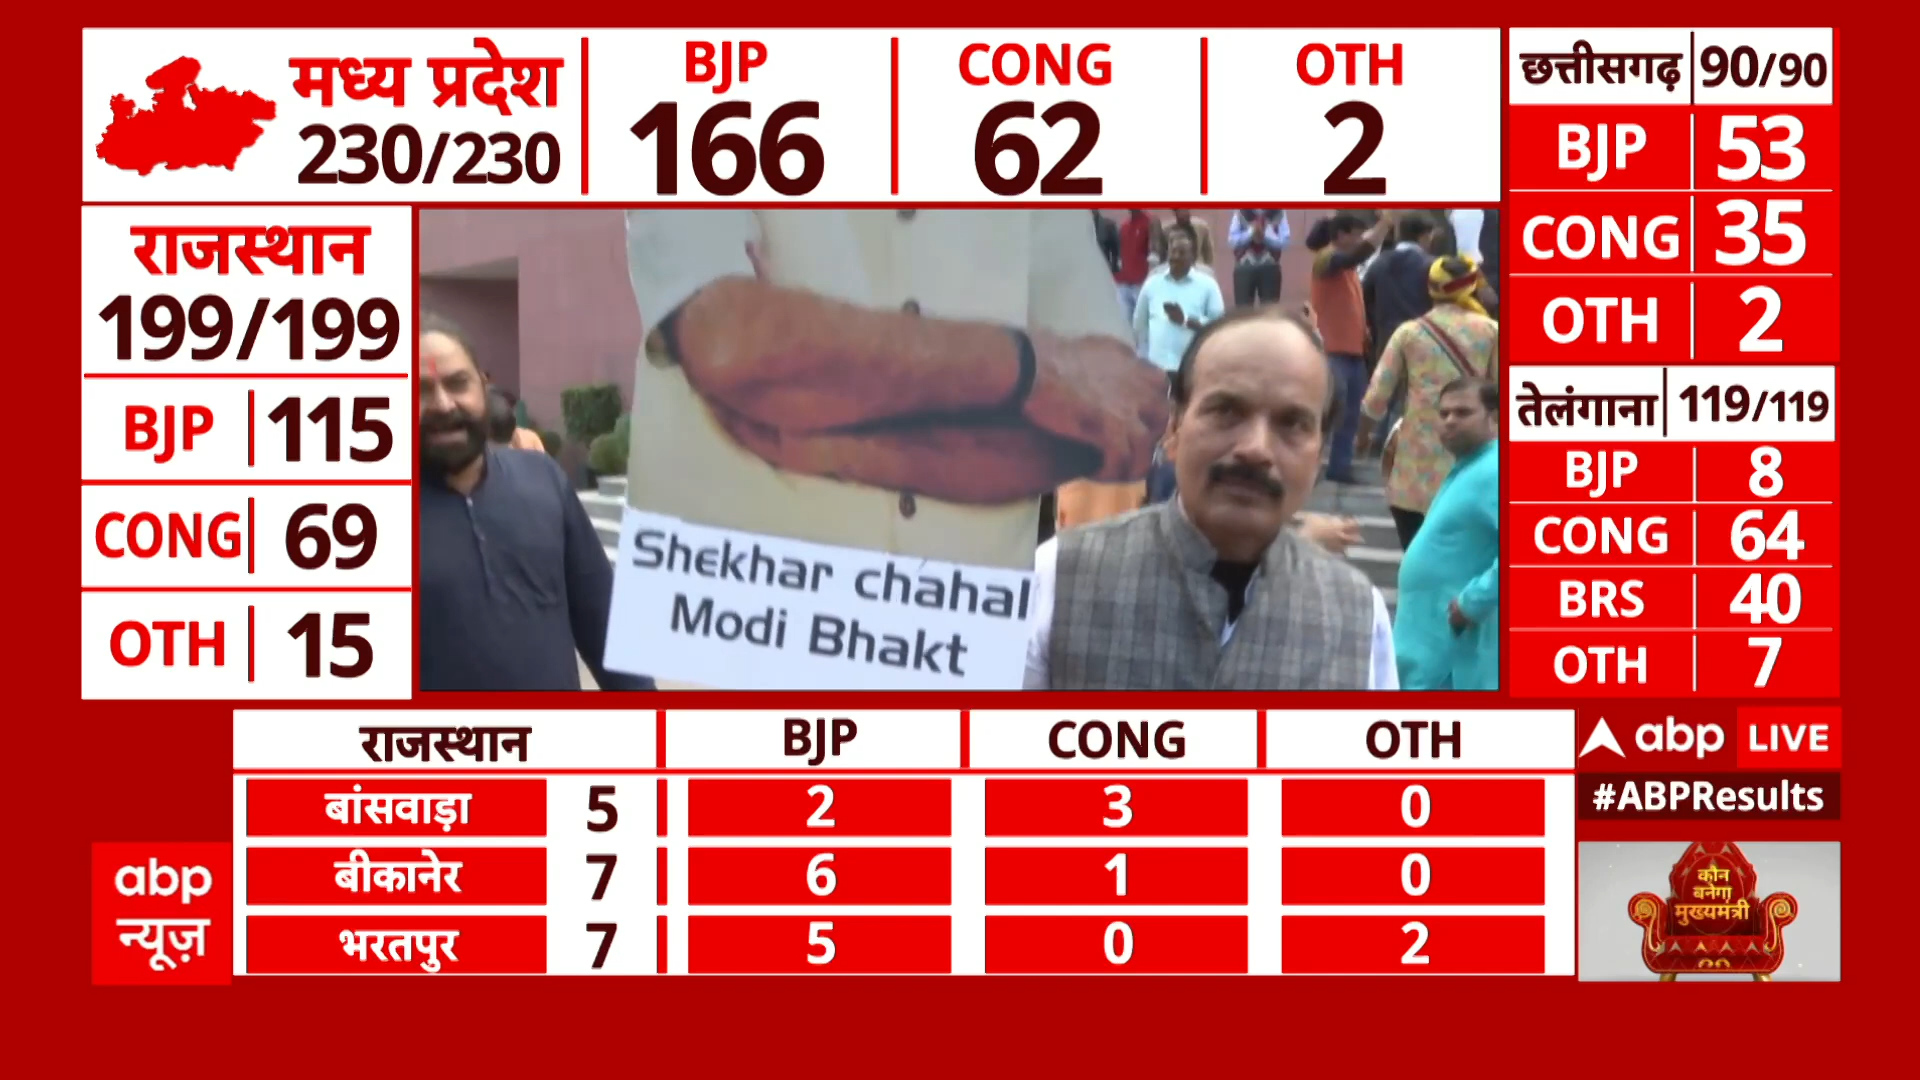 मध्य प्रदेश
230/230
BJP
166
CONG
62
OTH
2
छत्तीसगढ़ 90/90
BJP 53
CONG 35
OTH 2
राजस्थान
199/199
BJP 115
CONG 69
OTH 15
Shekhar chahal
Modi Bhakt
तेलंगाना 119/119
BJP 8
CONG 64
BRS 40
OTH 7
राजस्थान BJP CONG OTH
बांसवाड़ा 5 2 3 0
बीकानेर 7 6 1 0
भरतपुर 7 5 0 2
abp LIVE
#ABPResults
abp
न्यूज़
कौन
बनेगा
मुख्यमंत्री